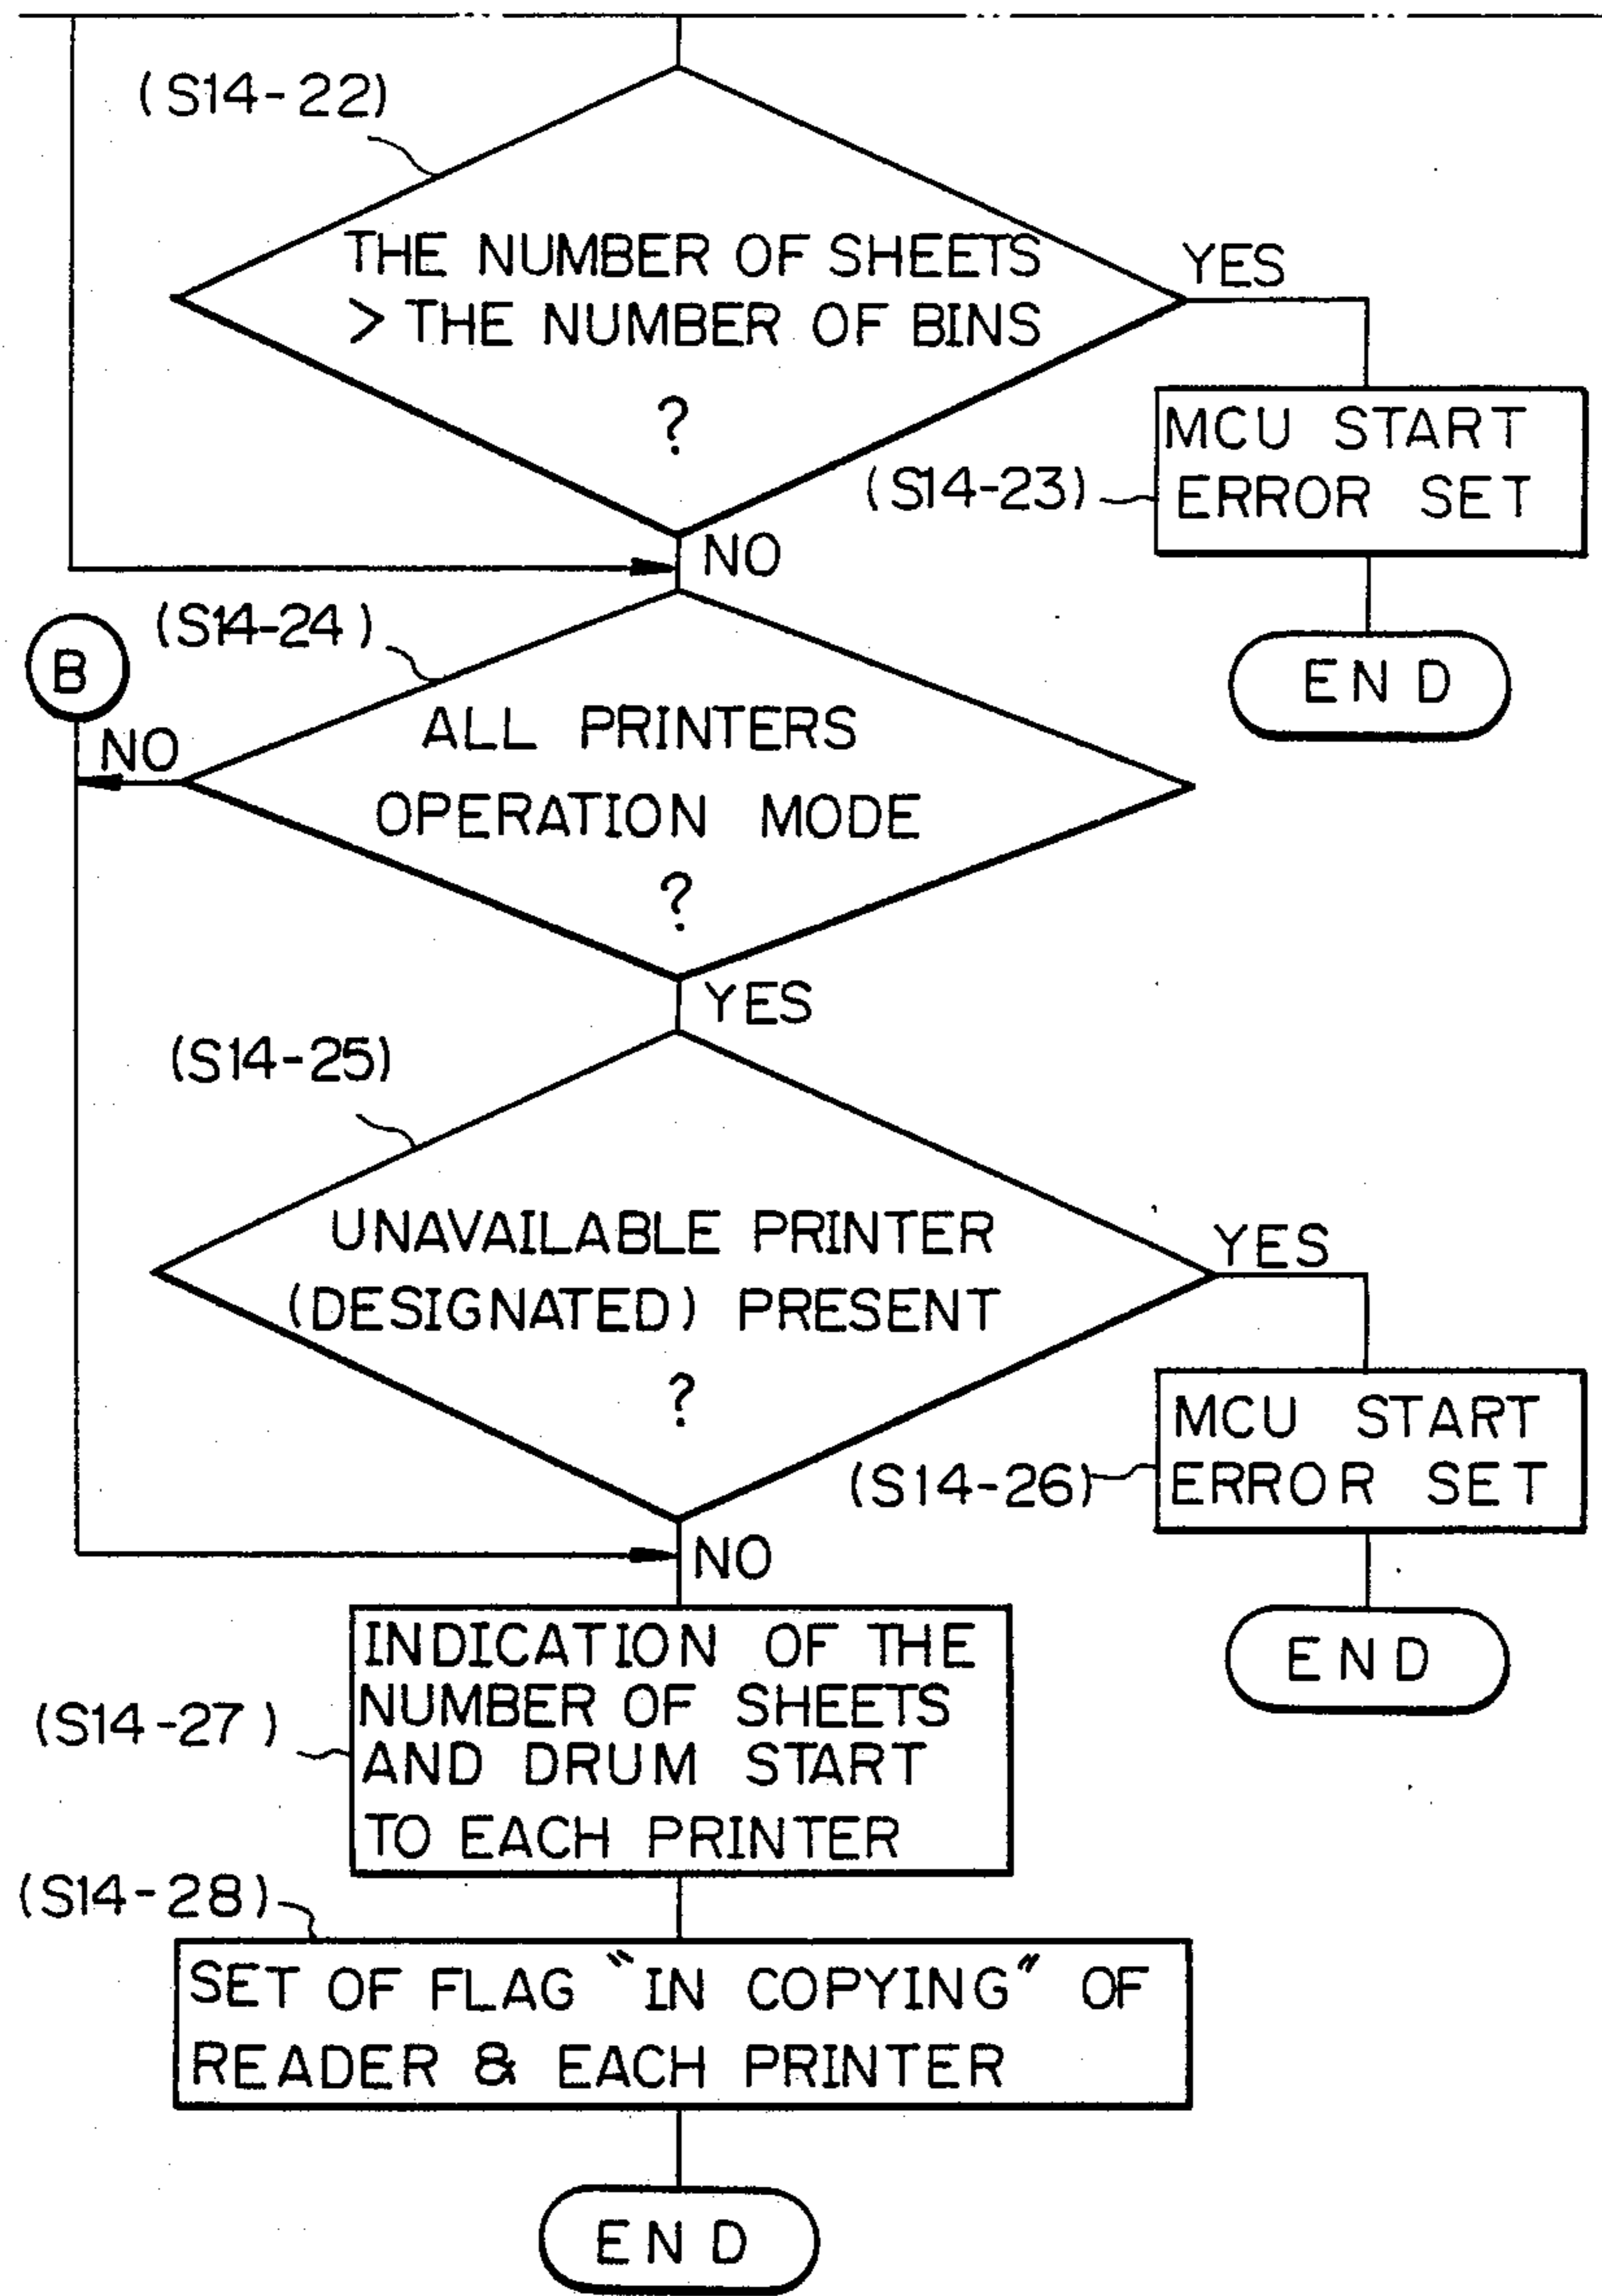 (S14-22)
THE NUMBER OF SHEETS
> THE NUMBER OF BINS
?
YES
MCU START
ERROR SET
(S14-23)
END
NO
(S14-24)
B
NO
ALL PRINTERS
OPERATION MODE
?
YES
(S14-25)
UNAVAILABLE PRINTER
(DESIGNATED) PRESENT
?
YES
MCU START
ERROR SET
(S14-26)
END
NO
INDICATION OF THE
NUMBER OF SHEETS
AND DRUM START
TO EACH PRINTER
(S14-27)
(S14-28)
SET OF FLAG "IN COPYING" OF
READER & EACH PRINTER
END